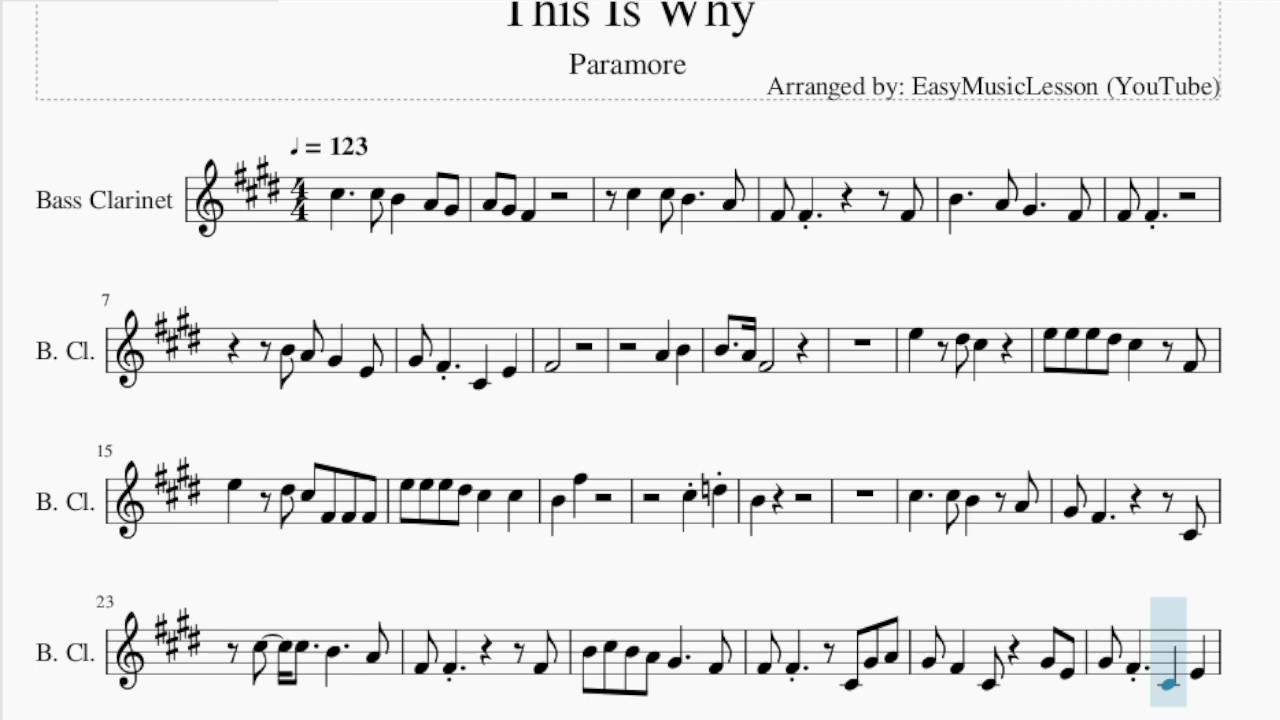 This Is Why
Paramore
Arranged by: EasyMusicLesson (YouTube)
♩ = 123
Bass Clarinet
4
4
7
B. Cl.
15
B. Cl.
23
B. Cl.